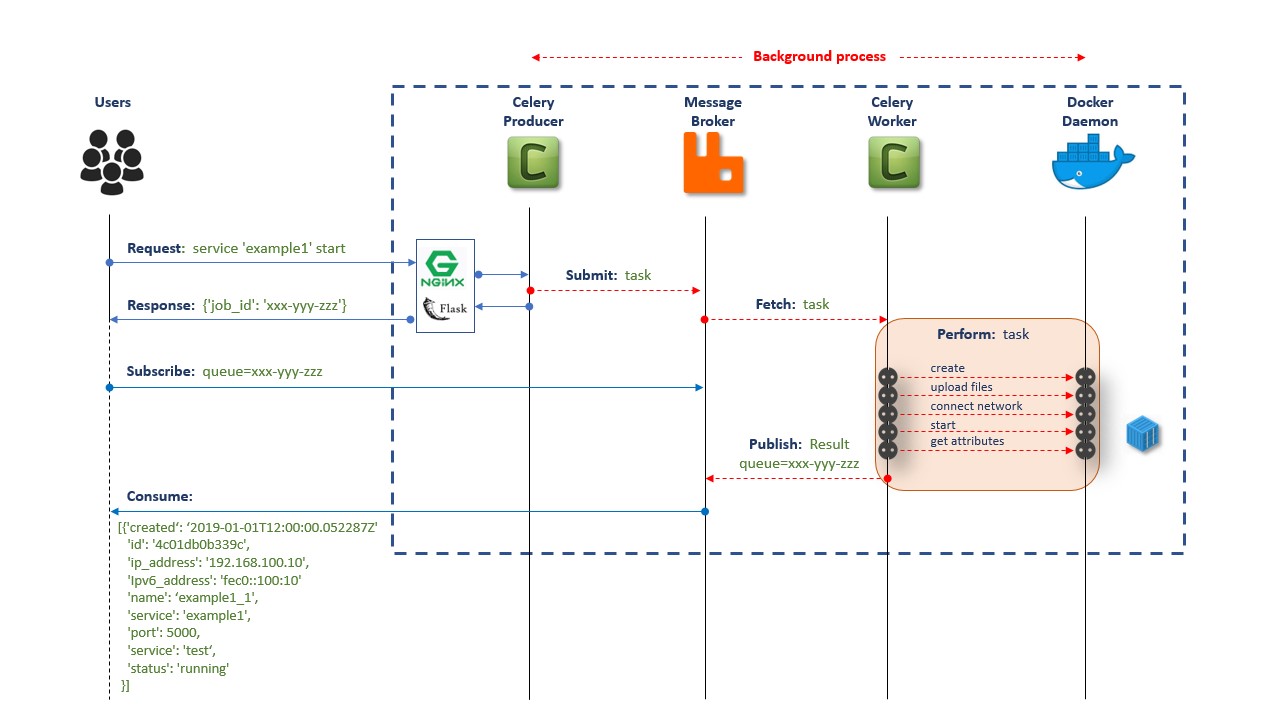 Background process
Users
Celery
Producer
Message
Broker
Celery
Worker
Docker
Daemon
C
C
Request: service 'example1' start
G
NGINX
Flask
Submit: task
Response: {'job_id': 'xxx-yyy-zzz'}
Fetch: task
Perform: task
Subscribe: queue=xxx-yyy-zzz
create
upload files
connect network
start
get attributes
Publish: Result
queue=xxx-yyy-zzz
Consume:
[{'created‘: ‘2019-01-01T12:00:00.052287Z'
'id': '4c01db0b339c',
'ip_address': '192.168.100.10',
'Ipv6_address': 'fec0::100:10'
'name': ‘example1_1',
'service': 'example1',
'port': 5000,
'service': 'test‘,
'status': 'running'
}]